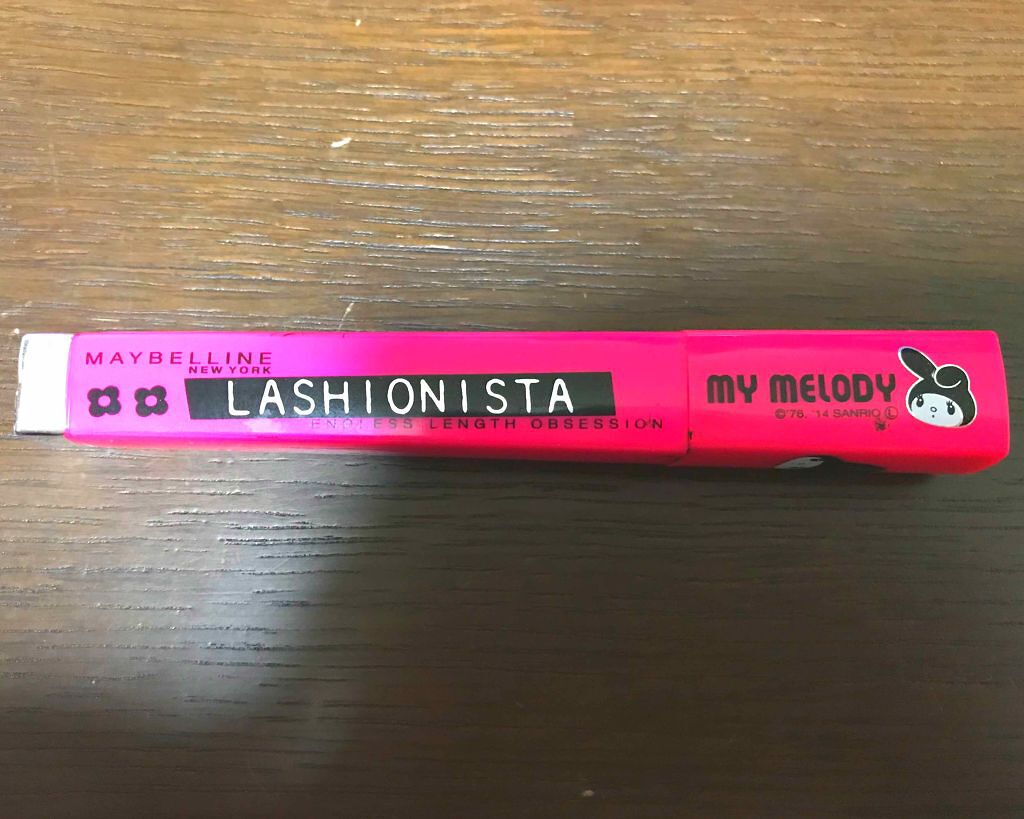 MAYBELLINE
NEW YORK
LASHIONISTA
ENDLESS LENGTH OBSESSION
MY MELODY
©'76, '14 SANRIO Ⓛ